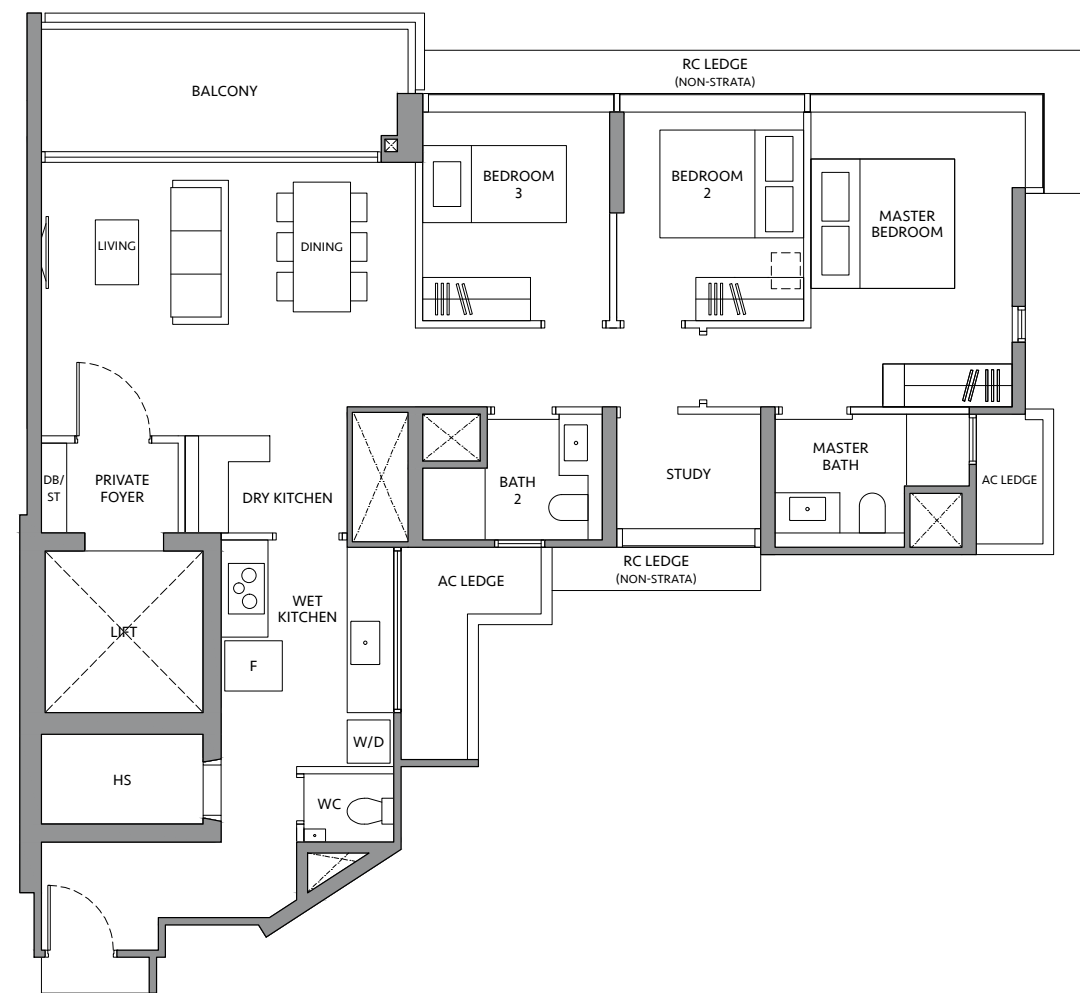 RC LEDGE
(NON-STRATA)
BALCONY
BEDROOM
3
BEDROOM
2
MASTER
BEDROOM
LIVING
DINING
DB/
ST
PRIVATE
FOYER
DRY KITCHEN
BATH
2
STUDY
MASTER
BATH
AC LEDGE
RC LEDGE
(NON-STRATA)
AC LEDGE
WET
KITCHEN
LIFT
F
W/D
HS
WC